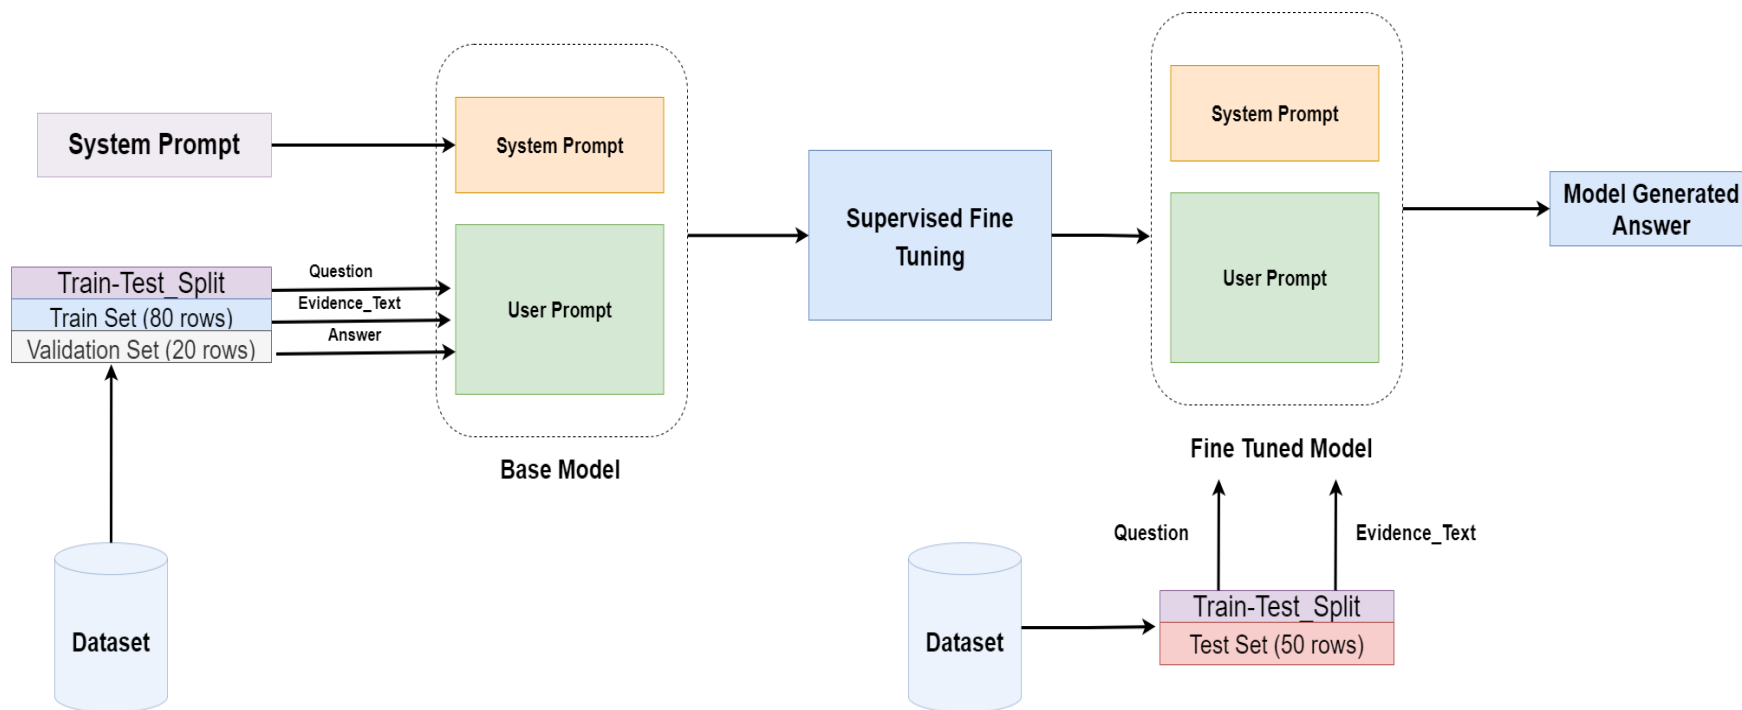 System Prompt
Train-Test_Split
Train Set (80 rows)
Validation Set (20 rows)
Dataset
Question
Evidence_Text
Answer
System Prompt
User Prompt
Base Model
Supervised Fine
Tuning
System Prompt
User Prompt
Fine Tuned Model
Model Generated
Answer
Question
Evidence_Text
Dataset
Train-Test_Split
Test Set (50 rows)